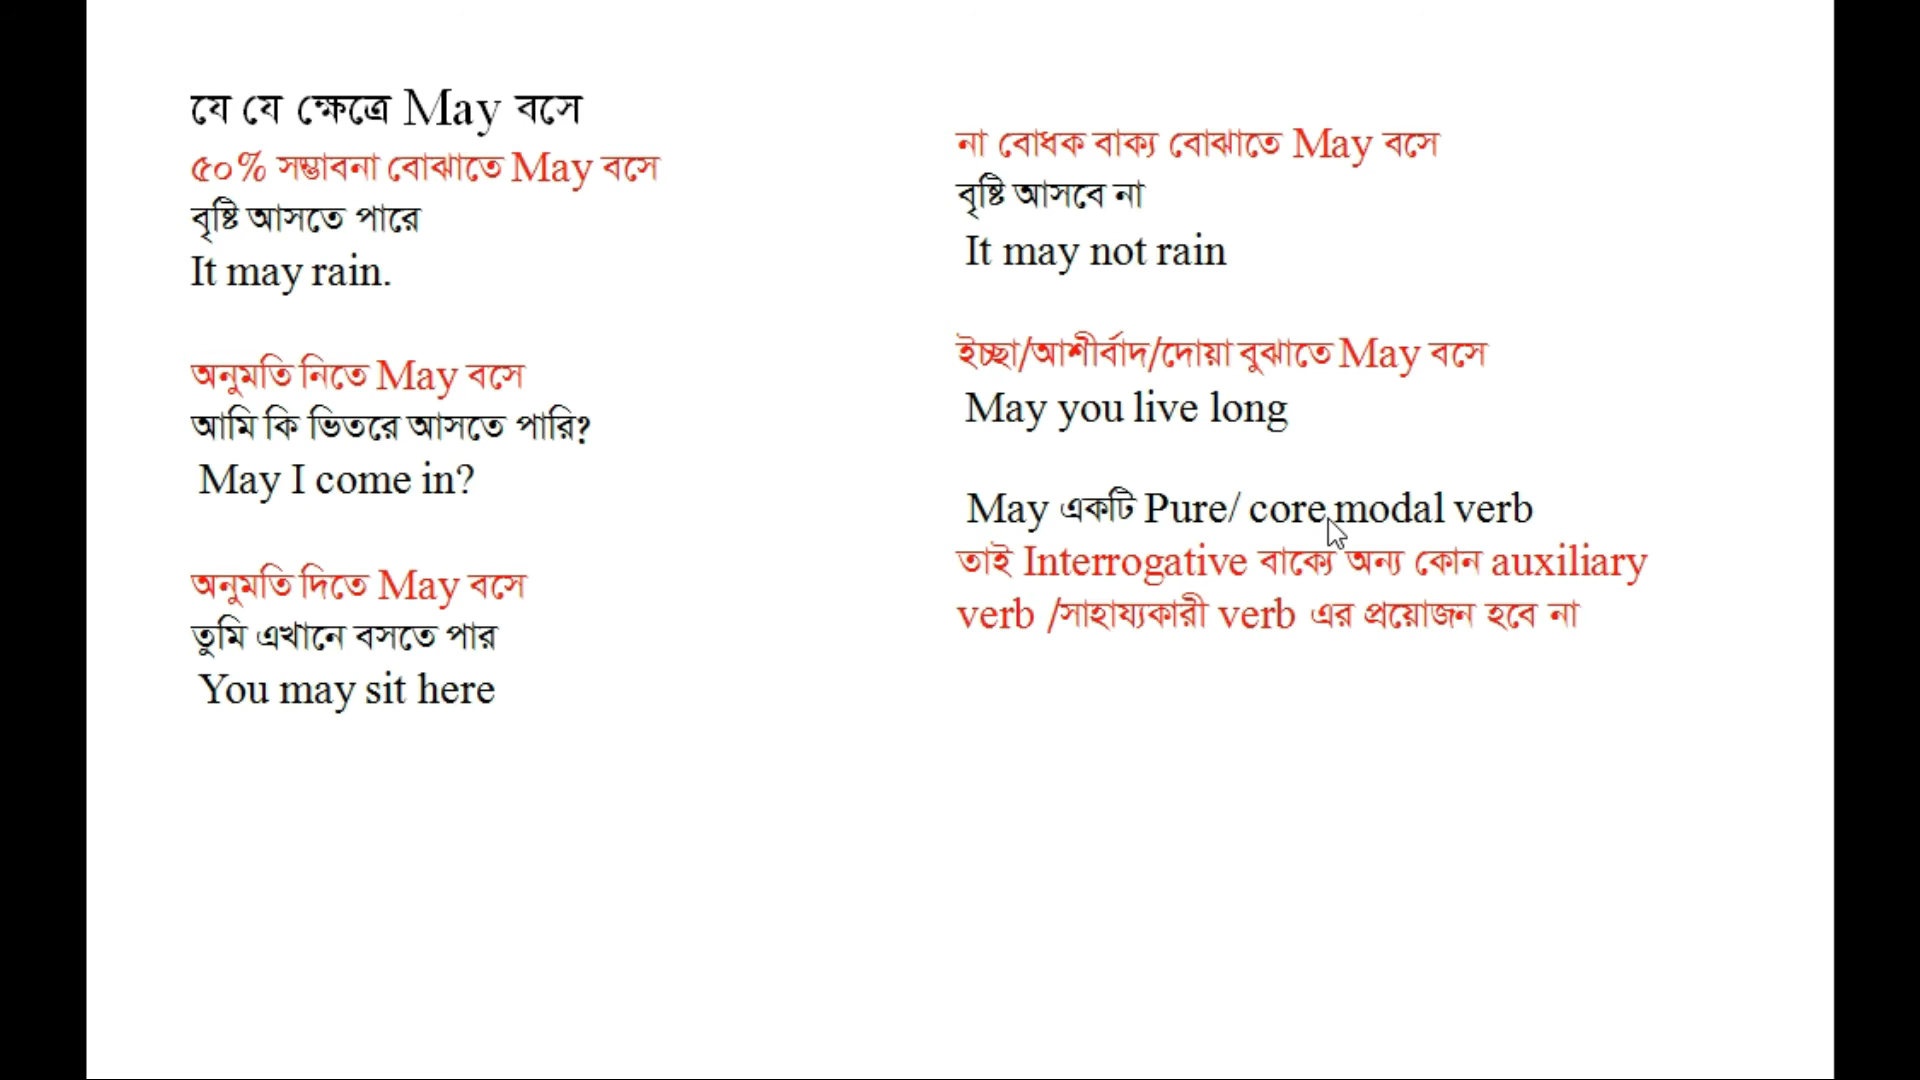 যে যে ক্ষেত্রে May বসে
৫০% সম্ভাবনা বোঝাতে May বসে
বৃষ্টি আসতে পারে
It may rain.
অনুমতি নিতে May বসে
আমি কি ভিতরে আসতে পারি?
May I come in?
অনুমতি দিতে May বসে
তুমি এখানে বসতে পার
You may sit here
না বোধক বাক্য বোঝাতে May বসে
বৃষ্টি আসবে না
It may not rain
ইচ্ছা/আশীর্বাদ/দোয়া বুঝাতে May বসে
May you live long
May একটি Pure/ core modal verb
তাই Interrogative বাক্যে অন্য কোন auxiliary
verb /সাহায্যকারী verb এর প্রয়োজন হবে না